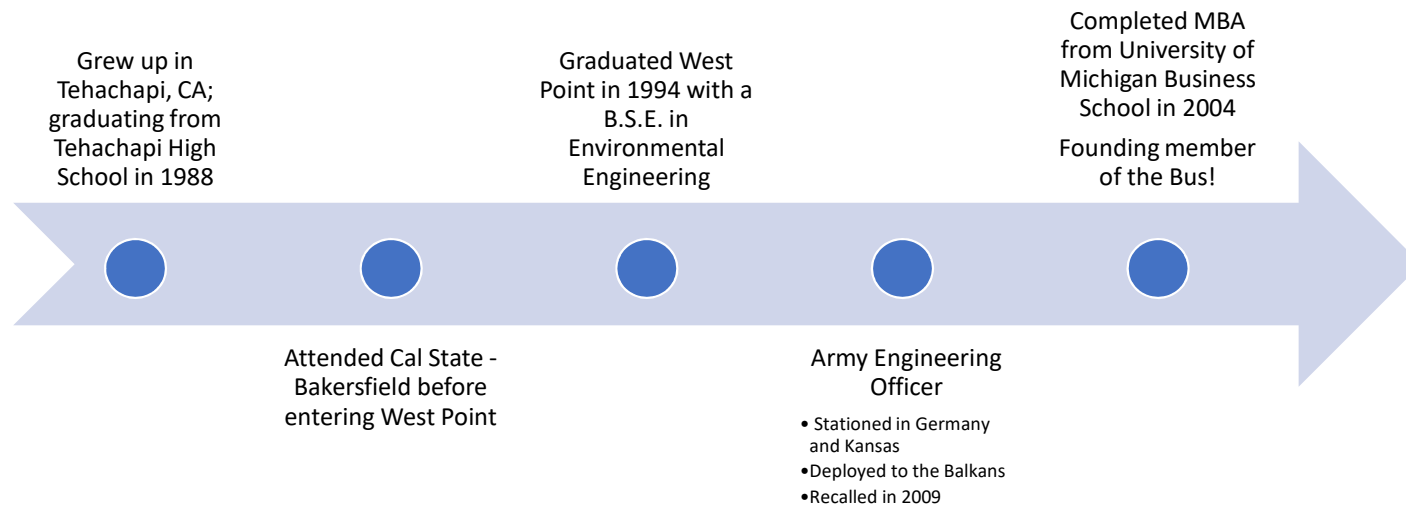 Grew up in
Tehachapi, CA;
graduating from
Tehachapi High
School in 1988
Attended Cal State -
Bakersfield before
entering West Point
Graduated West
Point in 1994 with a
B.S.E. in
Environmental
Engineering
Army Engineering
Officer
• Stationed in Germany
and Kansas
•Deployed to the Balkans
•Recalled in 2009
Completed MBA
from University of
Michigan Business
School in 2004
Founding member
of the Bus!